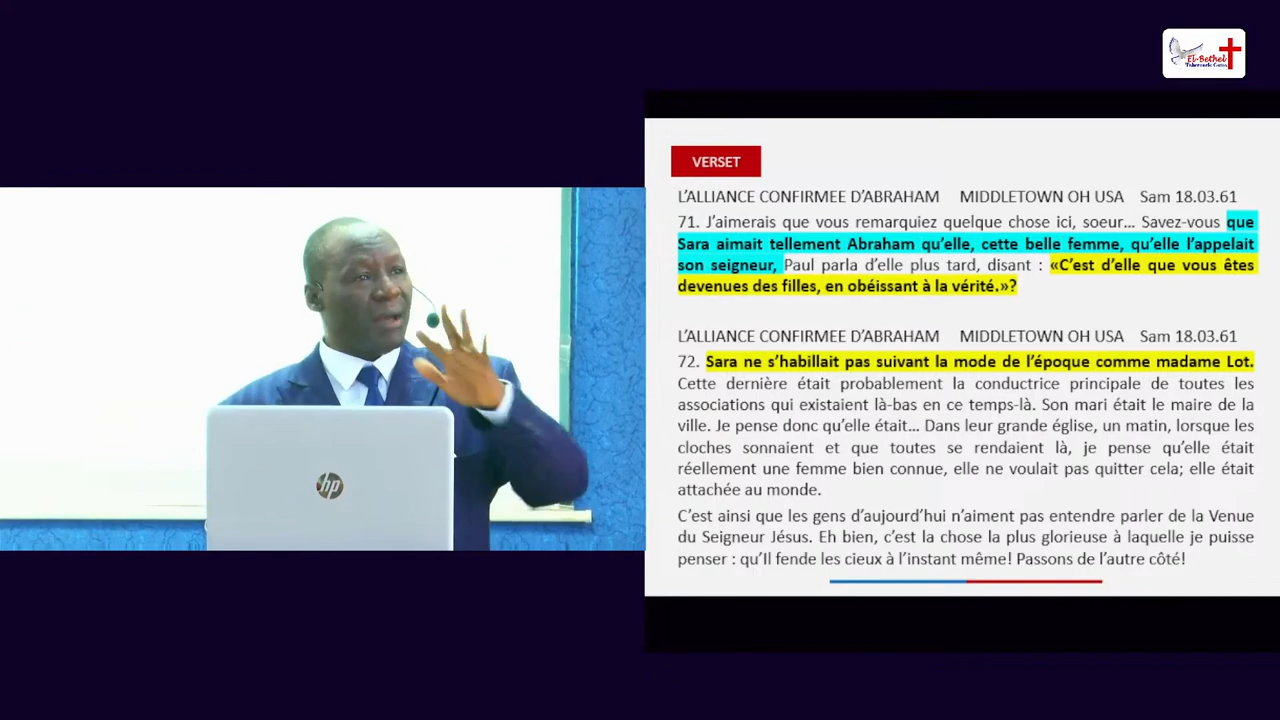 El-Bethel
VERSET
L’ALLIANCE CONFIRMEE D’ABRAHAM MIDDLETOWN OH USA Sam 18.03.61
71. J’aimerais que vous remarquiez quelque chose ici, soeur... Savez-vous que
Sara aimait tellement Abraham qu’elle, cette belle femme, qu’elle l’appelait
son seigneur, Paul parla d’elle plus tard, disant : «C’est d’elle que vous êtes
devenues des filles, en obéissant à la vérité.»?
L’ALLIANCE CONFIRMEE D’ABRAHAM MIDDLETOWN OH USA Sam 18.03.61
72. Sara ne s’habillait pas suivant la mode de l’époque comme madame Lot.
Cette dernière était probablement la conductrice principale de toutes les
associations qui existaient là-bas en ce temps-là. Son mari était le maire de la
ville. Je pense donc qu’elle était... Dans leur grande église, un matin, lorsque les
cloches sonnaient et que toutes se rendaient là, je pense qu’elle était
réellement une femme bien connue, elle ne voulait pas quitter cela; elle était
attachée au monde.
C’est ainsi que les gens d’aujourd’hui n’aiment pas entendre parler de la Venue
du Seigneur Jésus. Eh bien, c’est la chose la plus glorieuse à laquelle je puisse
penser : qu’Il fende les cieux à l’instant même! Passons de l’autre côté!
hp